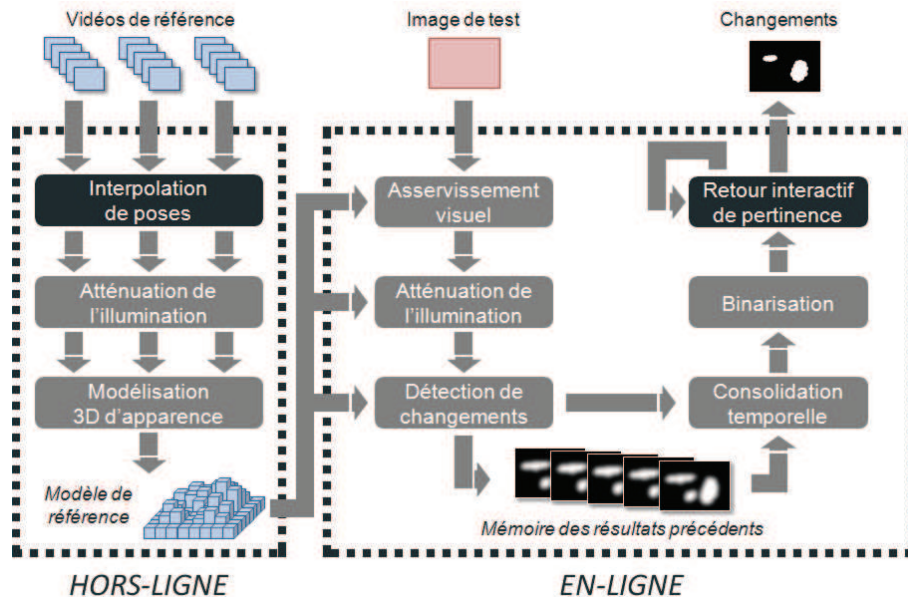 Vidéos de référence
Image de test
Changements
Interpolation
de poses
Atténuation de
l'illumination
Modélisation
3D d'apparence
Modèle de
référence
HORS-LIGNE
Asservissement
visuel
Atténuation de
l'illumination
Détection de
changements
Retour interactif
de pertinence
Binarisation
Consolidation
temporelle
Mémoire des résultats précédents
EN-LIGNE